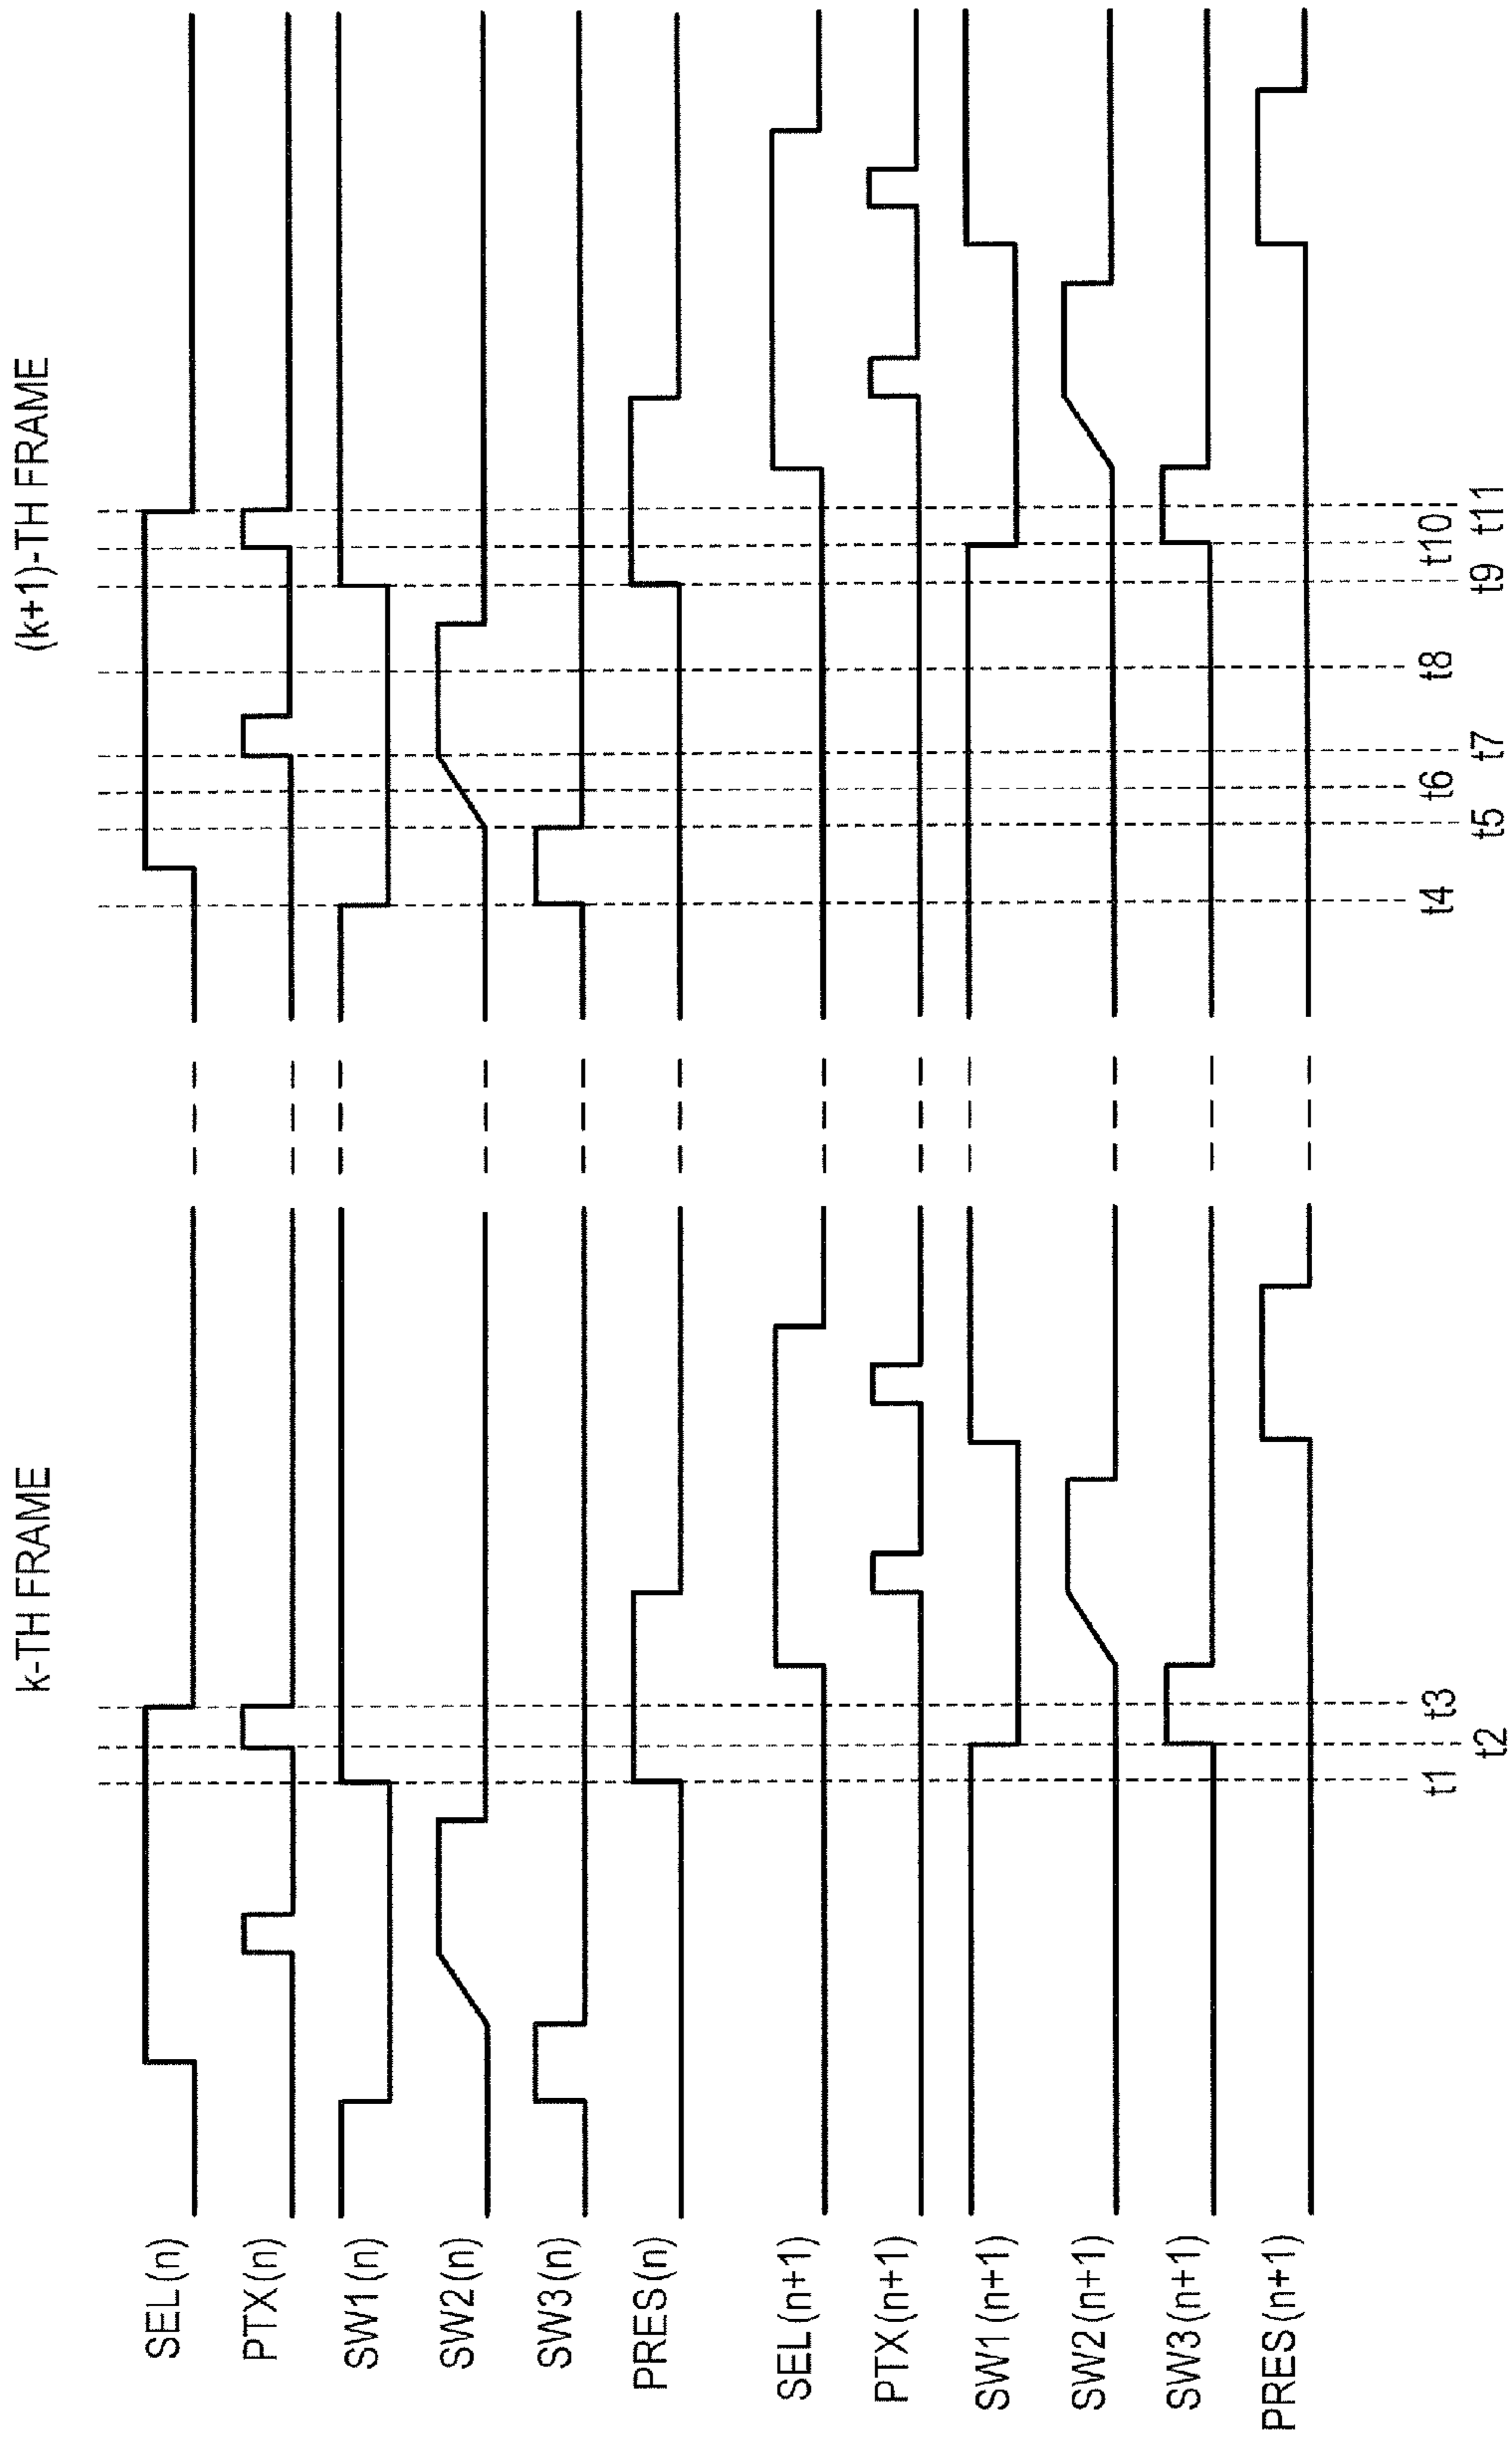 k-TH FRAME
(k+1)-TH FRAME
SEL(n)
PTX(n)
SW1(n)
SW2(n)
SW3(n)
PRES(n)
SEL(n+1)
PTX(n+1)
SW1(n+1)
SW2(n+1)
SW3(n+1)
PRES(n+1)
t1
t2
t3
t4
t5
t6
t7
t8
t9
t10
t11